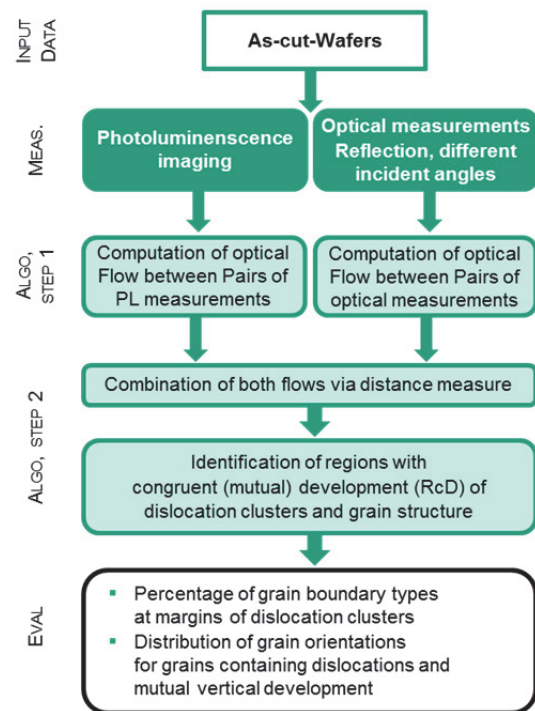 INPUT
DATA
As-cut-Wafers
MEAS.
Photoluminenscence
imaging
Optical measurements
Reflection, different
incident angles
ALGO,
STEP 1
Computation of optical
Flow between Pairs of
PL measurements
Computation of optical
Flow between Pairs of
optical measurements
ALGO, STEP 2
Combination of both flows via distance measure
Identification of regions with
congruent (mutual) development (RcD) of
dislocation clusters and grain structure
EVAL
▪ Percentage of grain boundary types
at margins of dislocation clusters
▪ Distribution of grain orientations
for grains containing dislocations and
mutual vertical development